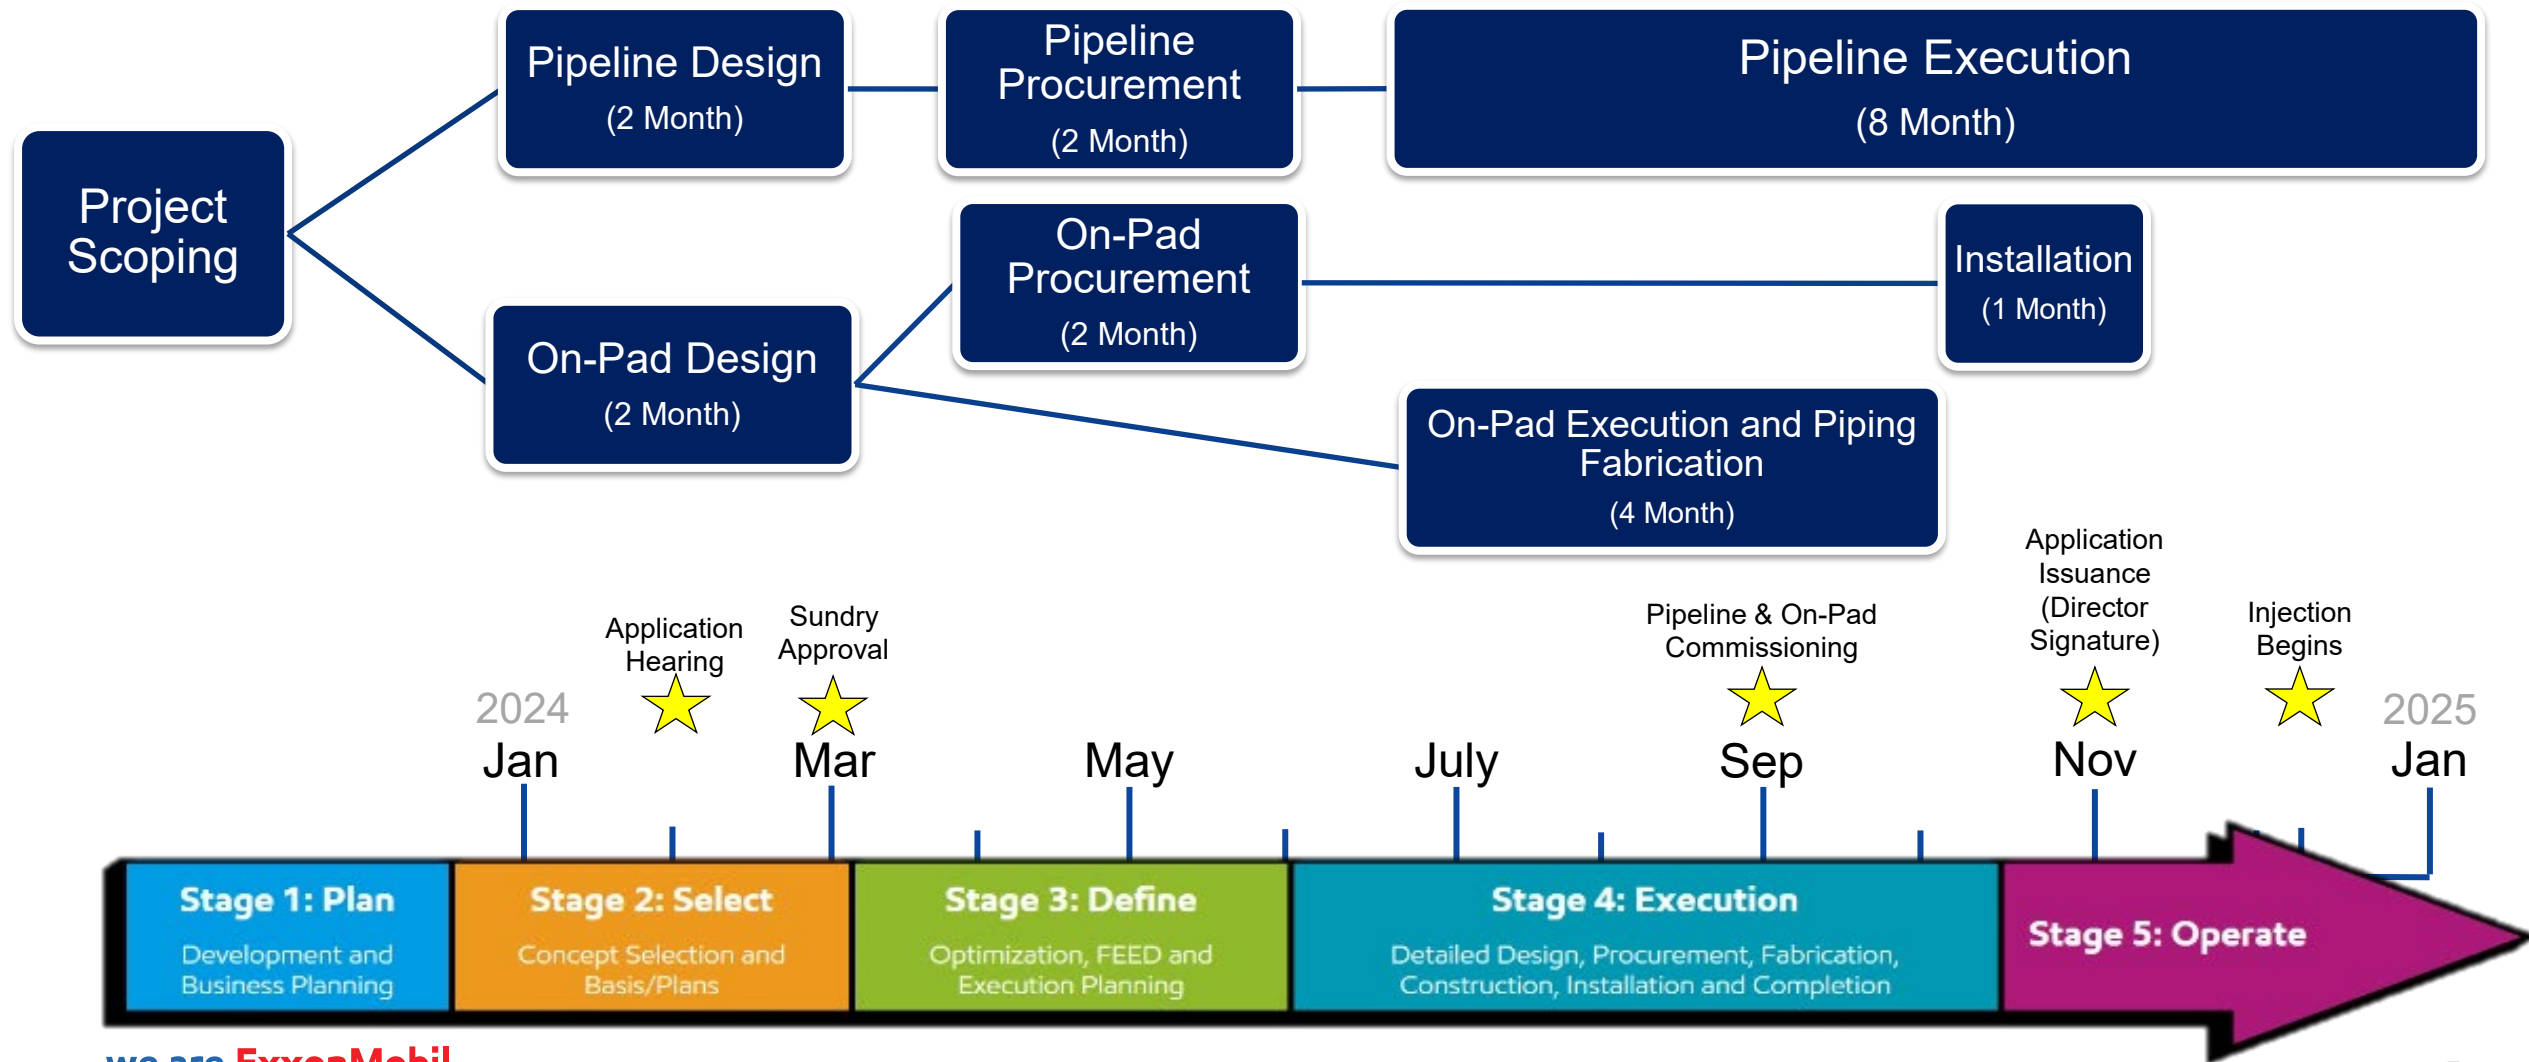 Pipeline Design
(2 Month)
Pipeline
Procurement
(2 Month)
Pipeline Execution
(8 Month)
Project
Scoping
On-Pad
Procurement
(2 Month)
Installation
(1 Month)
On-Pad Design
(2 Month)
On-Pad Execution and Piping
Fabrication
(4 Month)
Application
Hearing
Sundry
Approval
Pipeline & On-Pad
Commissioning
Application
Issuance
(Director
Signature)
Injection
Begins
2024
2025
Jan
Mar
May
July
Sep
Nov
Jan
Stage 1: Plan
Development and
Business Planning
Stage 2: Select
Concept Selection and
Basis/Plans
Stage 3: Define
Optimization, FEED and
Execution Planning
Stage 4: Execution
Detailed Design, Procurement, Fabrication,
Construction, Installation and Completion
Stage 5: Operate
we are ExxonMobil